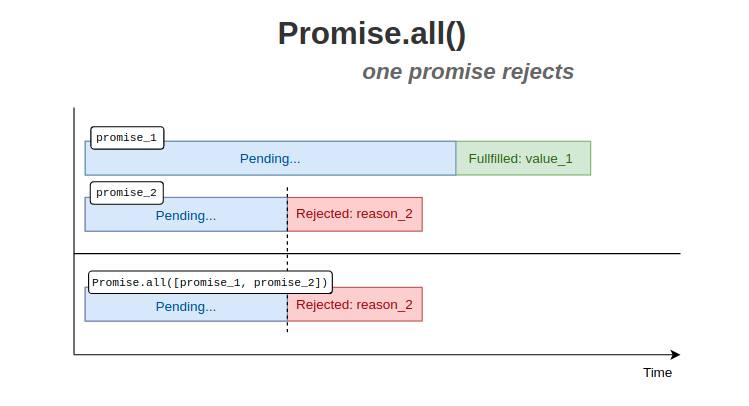 Promise.all()
one promise rejects
promise_1
Pending...
Fullfilled: value_1
promise_2
Pending...
Rejected: reason_2
Promise.all([promise_1, promise_2])
Pending...
Rejected: reason_2
Time